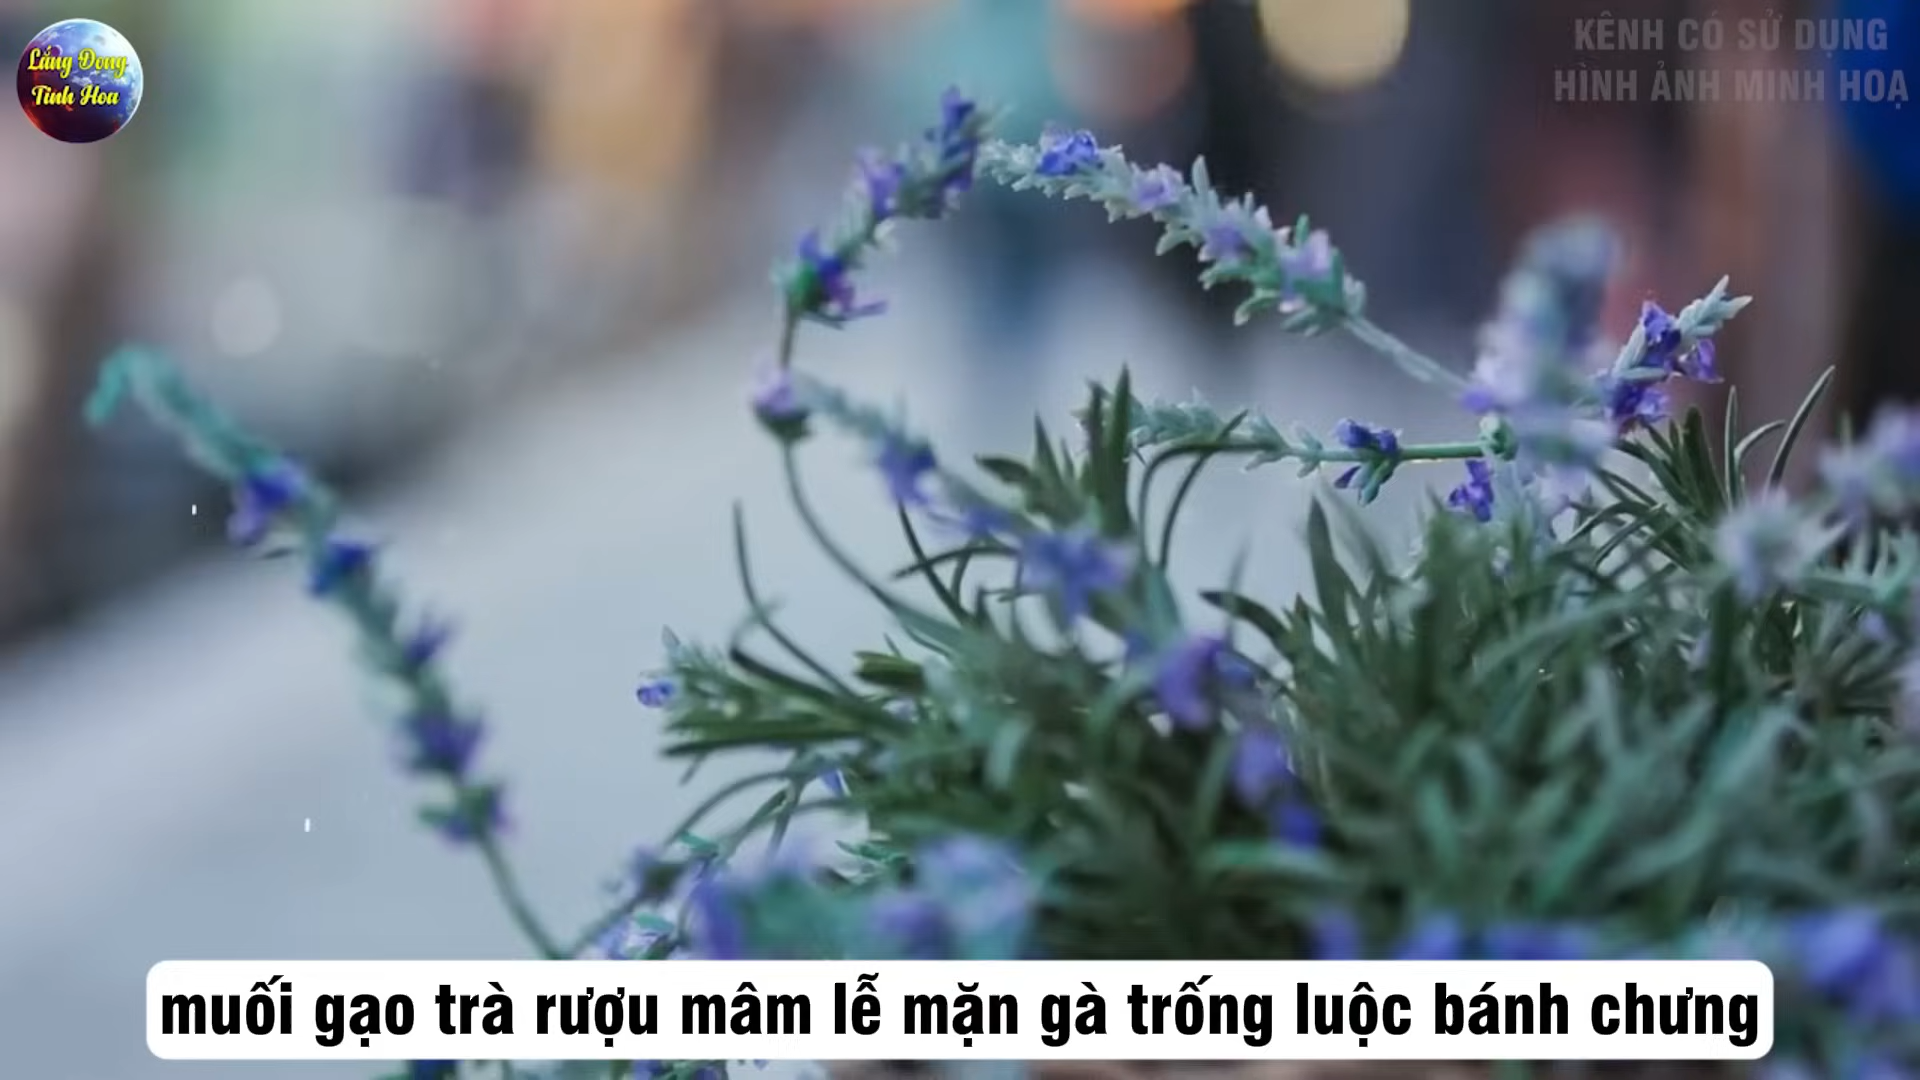 Lắng Đọng
Tinh Hoa
KÊNH CÓ SỬ DỤNG
HÌNH ẢNH MINH HOẠ
muối gạo trà rượu mâm lễ mặn gà trống luộc bánh chưng